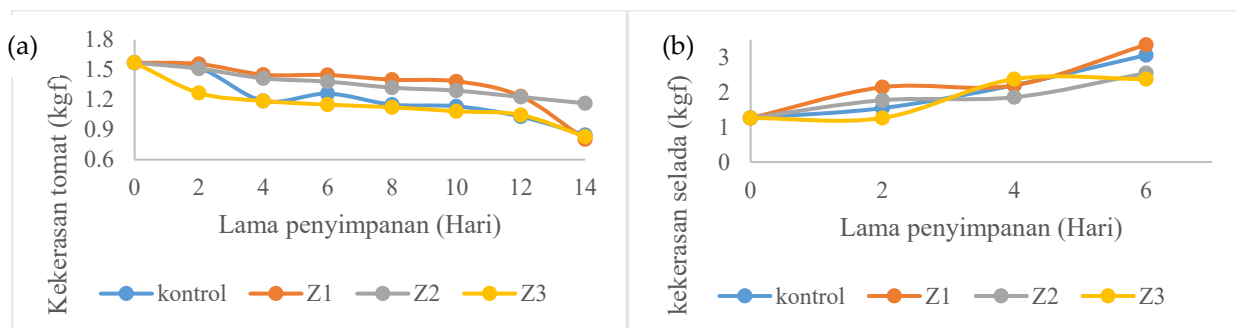 (a)
Kekerasan tomat (kgf)
1.8
1.5
1.2
0.9
0.6
0 2 4 6 8 10 12 14
Lama penyimpanan (Hari)
kontrol Z1 Z2 Z3
(b)
kekerasan selada (kgf)
3
2
1
0
0 2 4 6
Lama penyimpanan (Hari)
kontrol Z1 Z2 Z3